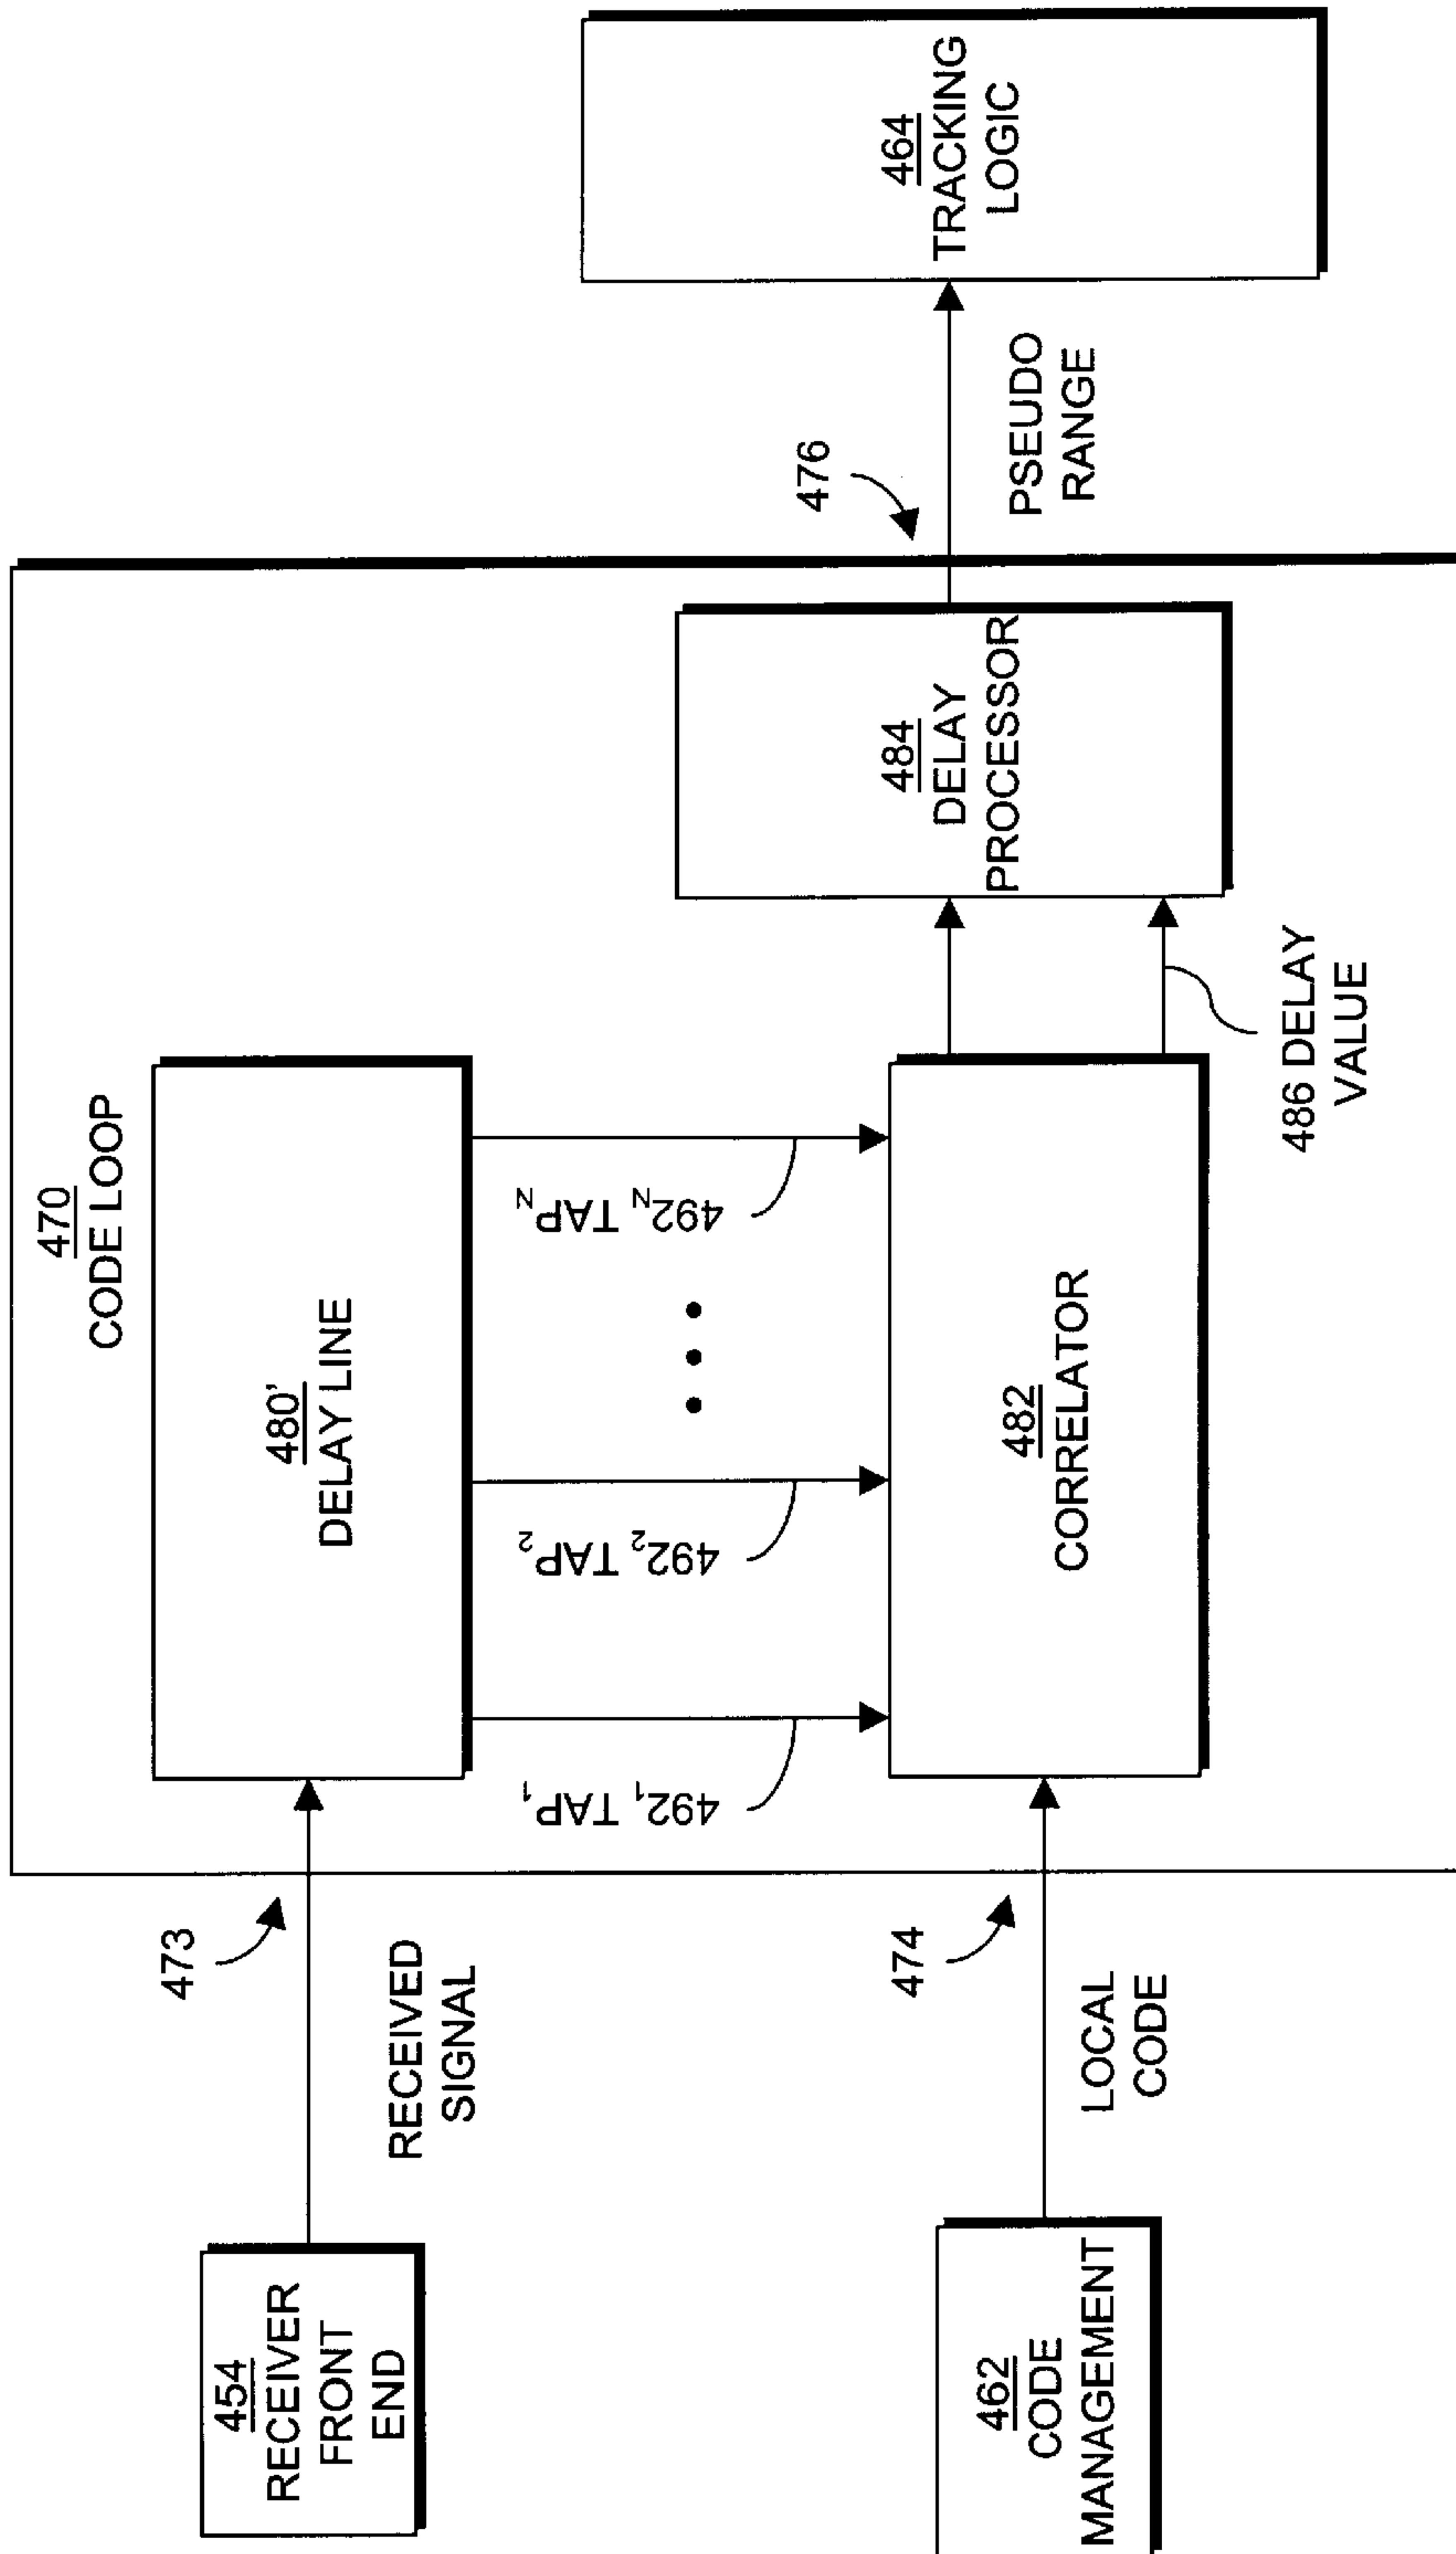 470
CODE LOOP
454
RECEIVER
FRONT
END
473
RECEIVED
SIGNAL
480'
DELAY LINE
492₁ TAP₁
492₂ TAP₂
492N TAPN
462
CODE
MANAGEMENT
474
LOCAL
CODE
482
CORRELATOR
486 DELAY
VALUE
484
DELAY
PROCESSOR
476
PSEUDO
RANGE
464
TRACKING
LOGIC